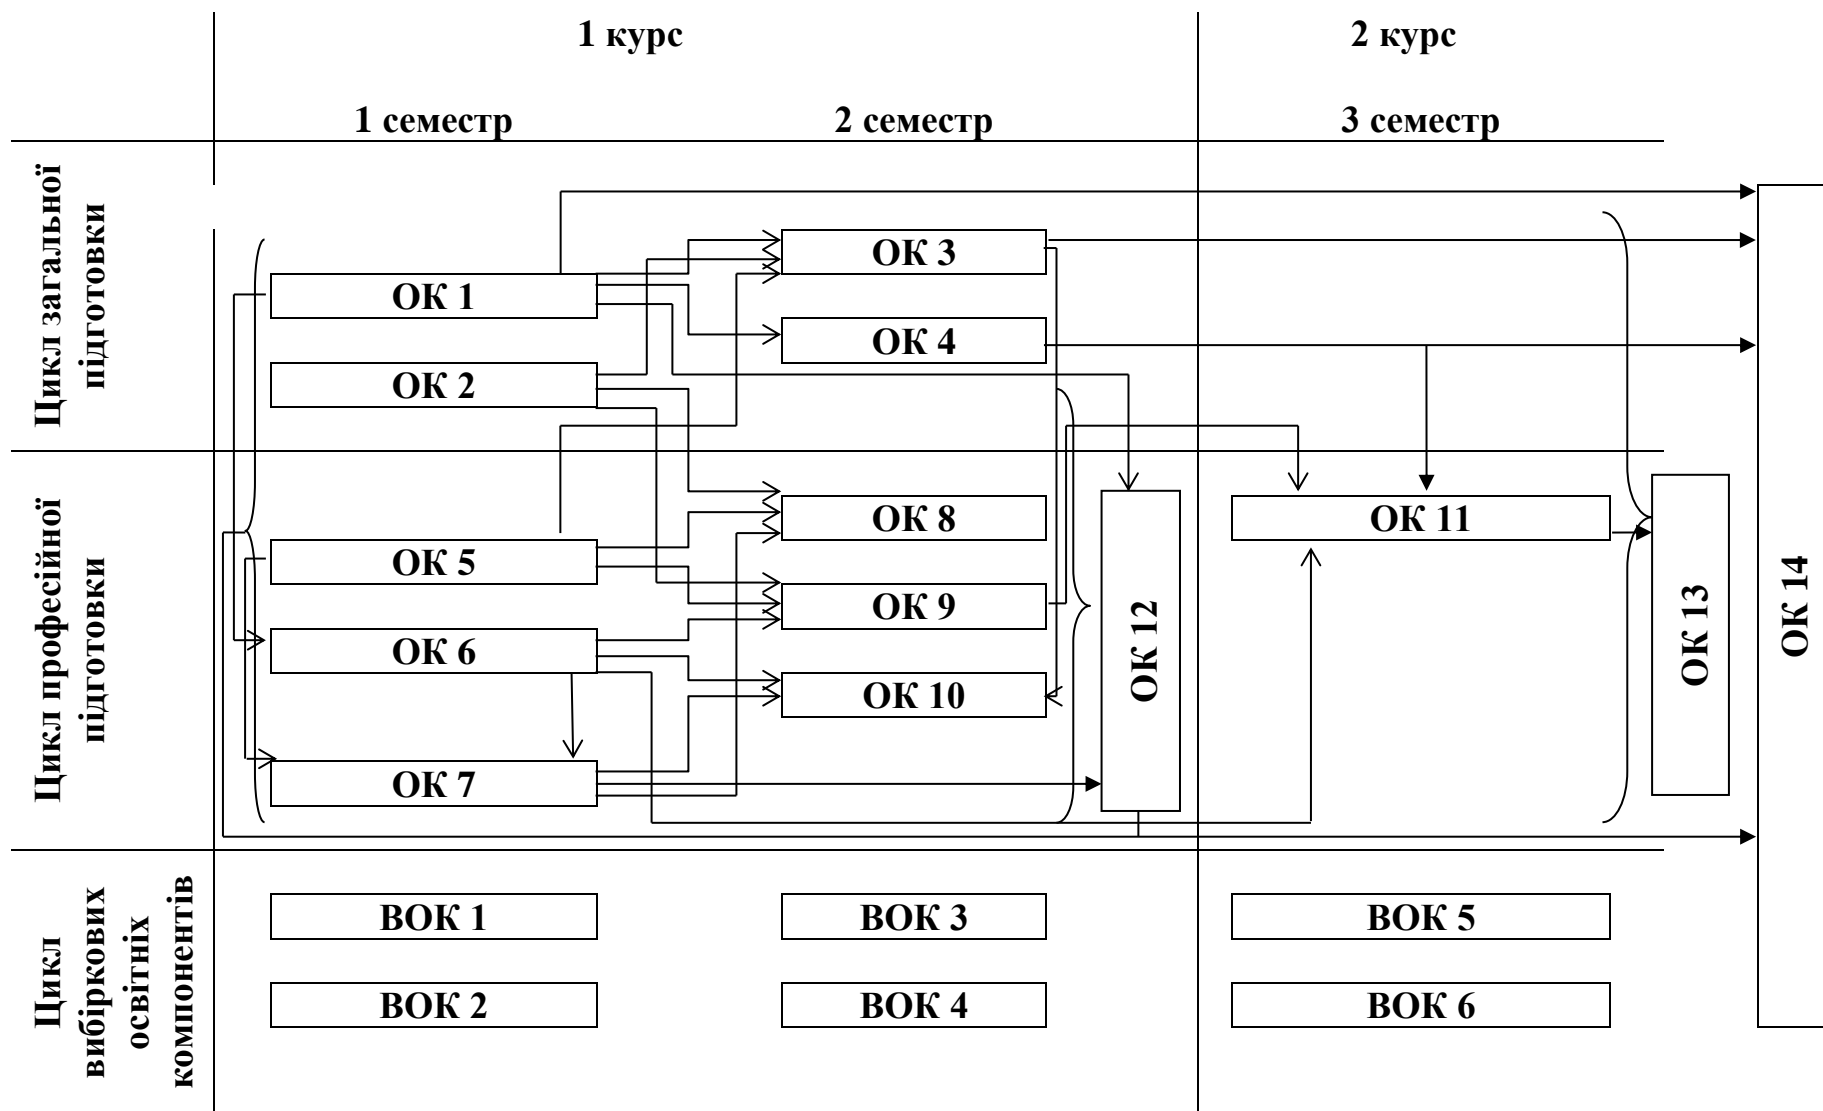 1 курс
2 курс
1 семестр
2 семестр
3 семестр
Цикл загальної
підготовки
ОК 3
ОК 1
ОК 4
ОК 2
Цикл професійної
підготовки
ОК 8
ОК 11
ОК 5
ОК 9
ОК 6
ОК 10
ОК 7
ОК 12
ОК 13
ОК 14
Цикл
вибіркових
освітніх
компонентів
ВОК 1
ВОК 3
ВОК 5
ВОК 2
ВОК 4
ВОК 6